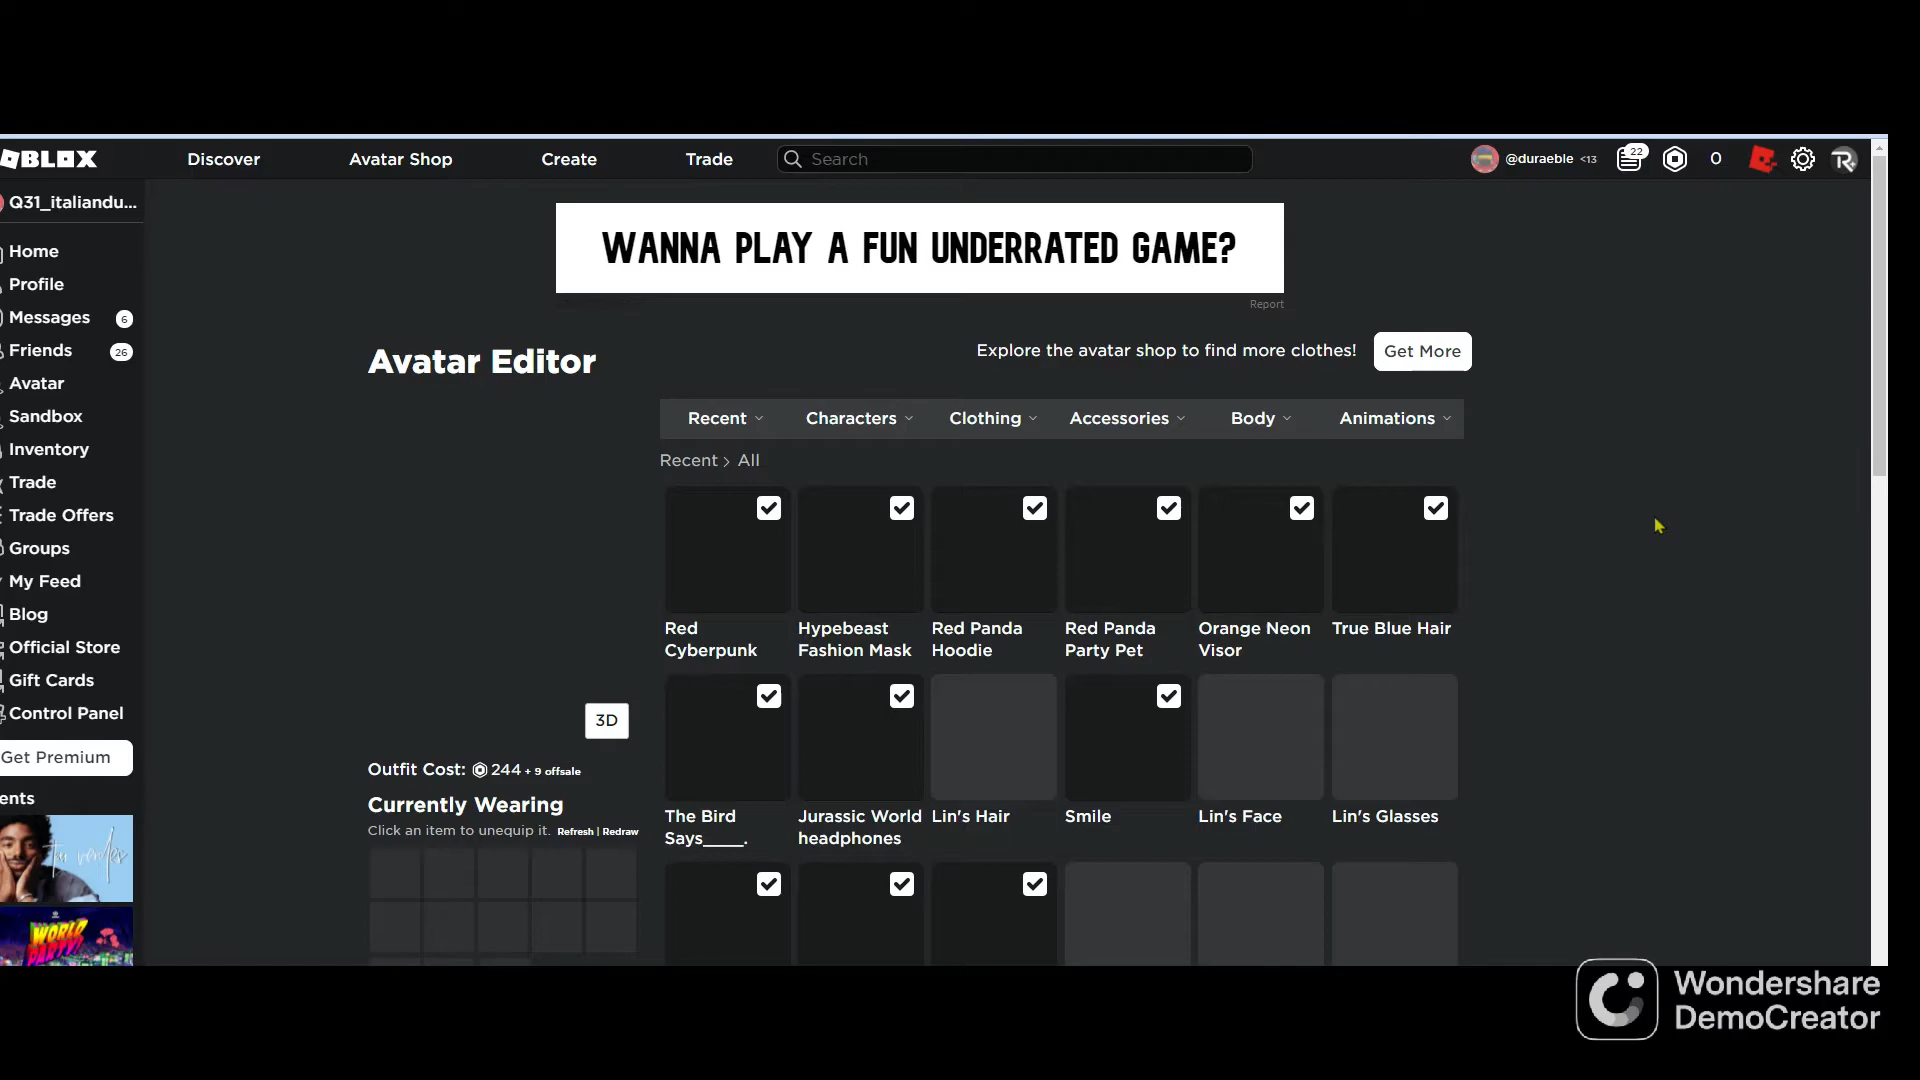 BLOX
Discover
Avatar Shop
Create
Trade
Search
@duraeble <13
22
0
Q31_italiandu...
Home
Profile
Messages 6
Friends 26
Avatar
Sandbox
Inventory
Trade
Trade Offers
Groups
My Feed
Blog
Official Store
Gift Cards
Control Panel
Get Premium
ents
WORLD
PARTY!
WANNA PLAY A FUN UNDERRATED GAME?
Report
Avatar Editor
Explore the avatar shop to find more clothes!
Get More
Recent
Characters
Clothing
Accessories
Body
Animations
Recent > All
Red
Cyberpunk
Hypebeast
Fashion Mask
Red Panda
Hoodie
Red Panda
Party Pet
Orange Neon
Visor
True Blue Hair
The Bird
Says____.
Jurassic World
headphones
Lin's Hair
Smile
Lin's Face
Lin's Glasses
3D
Outfit Cost: 244 + 9 offsale
Currently Wearing
Click an item to unequip it. Refresh | Redraw
Wondershare
DemoCreator